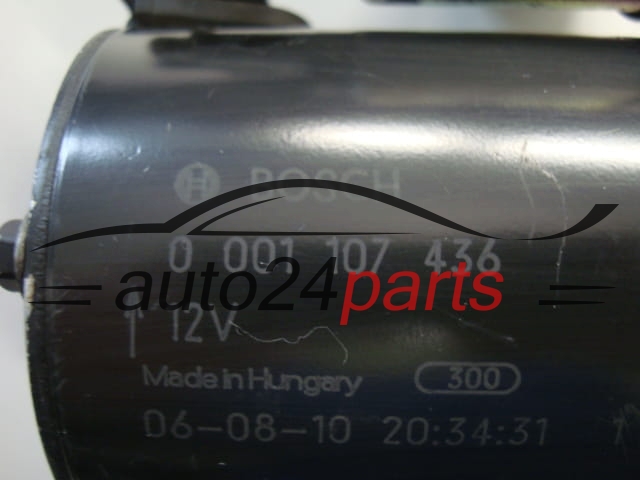 BOSCH
0 001 107 436
auto24parts
12V
Made in Hungary 300
06-08-10 20:34:31